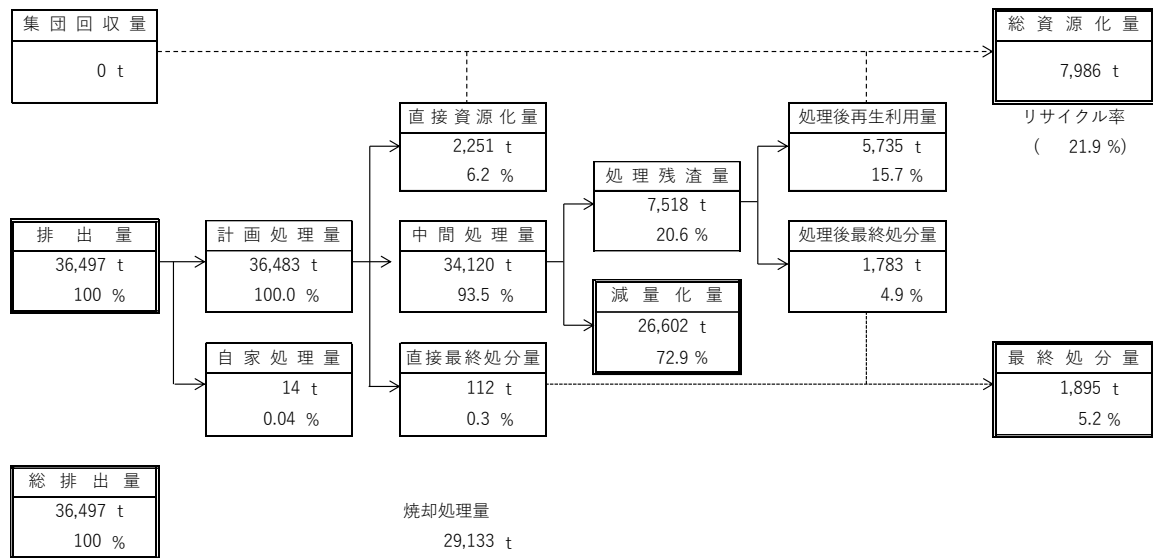 集団回収量
0 t
総資源化量
7,986 t
リサイクル率
( 21.9 %)
直接資源化量
2,251 t
6.2 %
処理後再生利用量
5,735 t
15.7 %
処理残渣量
7,518 t
20.6 %
排出量
36,497 t
100 %
計画処理量
36,483 t
100.0 %
中間処理量
34,120 t
93.5 %
処理後最終処分量
1,783 t
4.9 %
減量化量
26,602 t
72.9 %
自家処理量
14 t
0.04 %
直接最終処分量
112 t
0.3 %
最終処分量
1,895 t
5.2 %
総排出量
36,497 t
100 %
焼却処理量
29,133 t